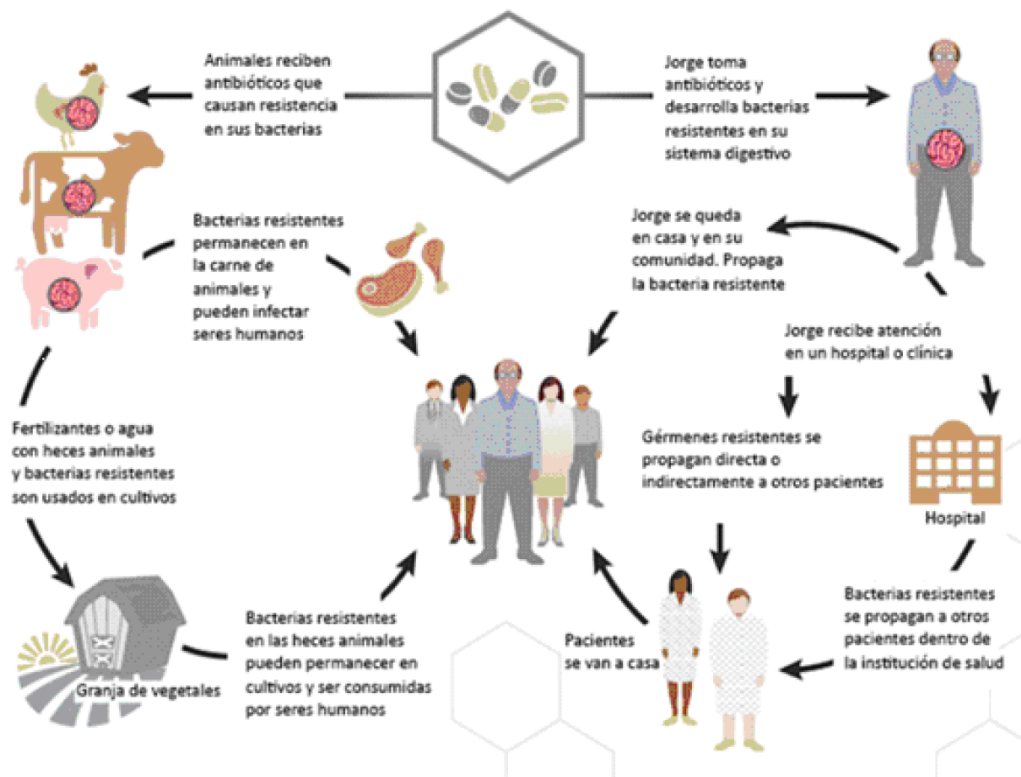 Animales reciben
antibióticos que
causan resistencia
en sus bacterias
Jorge toma
antibióticos y
desarrolla bacterias
resistentes en su
sistema digestivo
Bacterias resistentes
permanecen en
la carne de
animales y
pueden infectar
seres humanos
Jorge se queda
en casa y en su
comunidad. Propaga
la bacteria resistente
Jorge recibe atención
en un hospital o clínica
Fertilizantes o agua
con heces animales
y bacterias resistentes
son usados en cultivos
Gérmenes resistentes se
propagan directa o
indirectamente a otros pacientes
Hospital
Granja de vegetales
Bacterias resistentes
en las heces animales
pueden permanecer en
cultivos y ser consumidas
por seres humanos
Pacientes
se van a casa
Bacterias resistentes
se propagan a otros
pacientes dentro de
la institución de salud